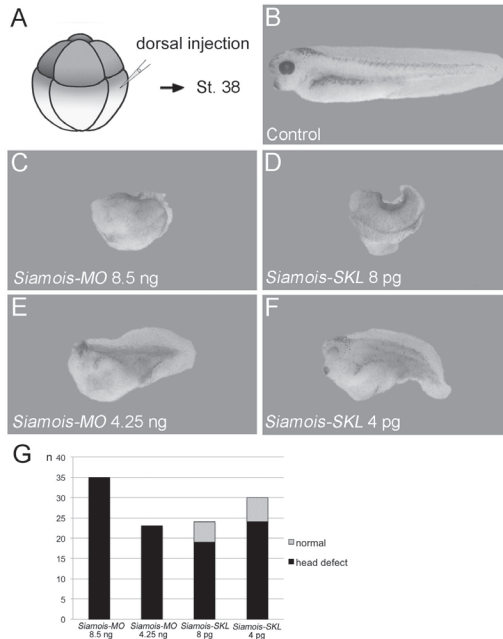 A
dorsal injection
St. 38
B
Control
C
Siamois-MO 8.5 ng
D
Siamois-SKL 8 pg
E
Siamois-MO 4.25 ng
F
Siamois-SKL 4 pg
G
n
40
35
30
25
20
15
10
5
0
normal
head defect
Siamois-MO
8.5 ng
Siamois-MO
4.25 ng
Siamois-SKL
8 pg
Siamois-SKL
4 pg